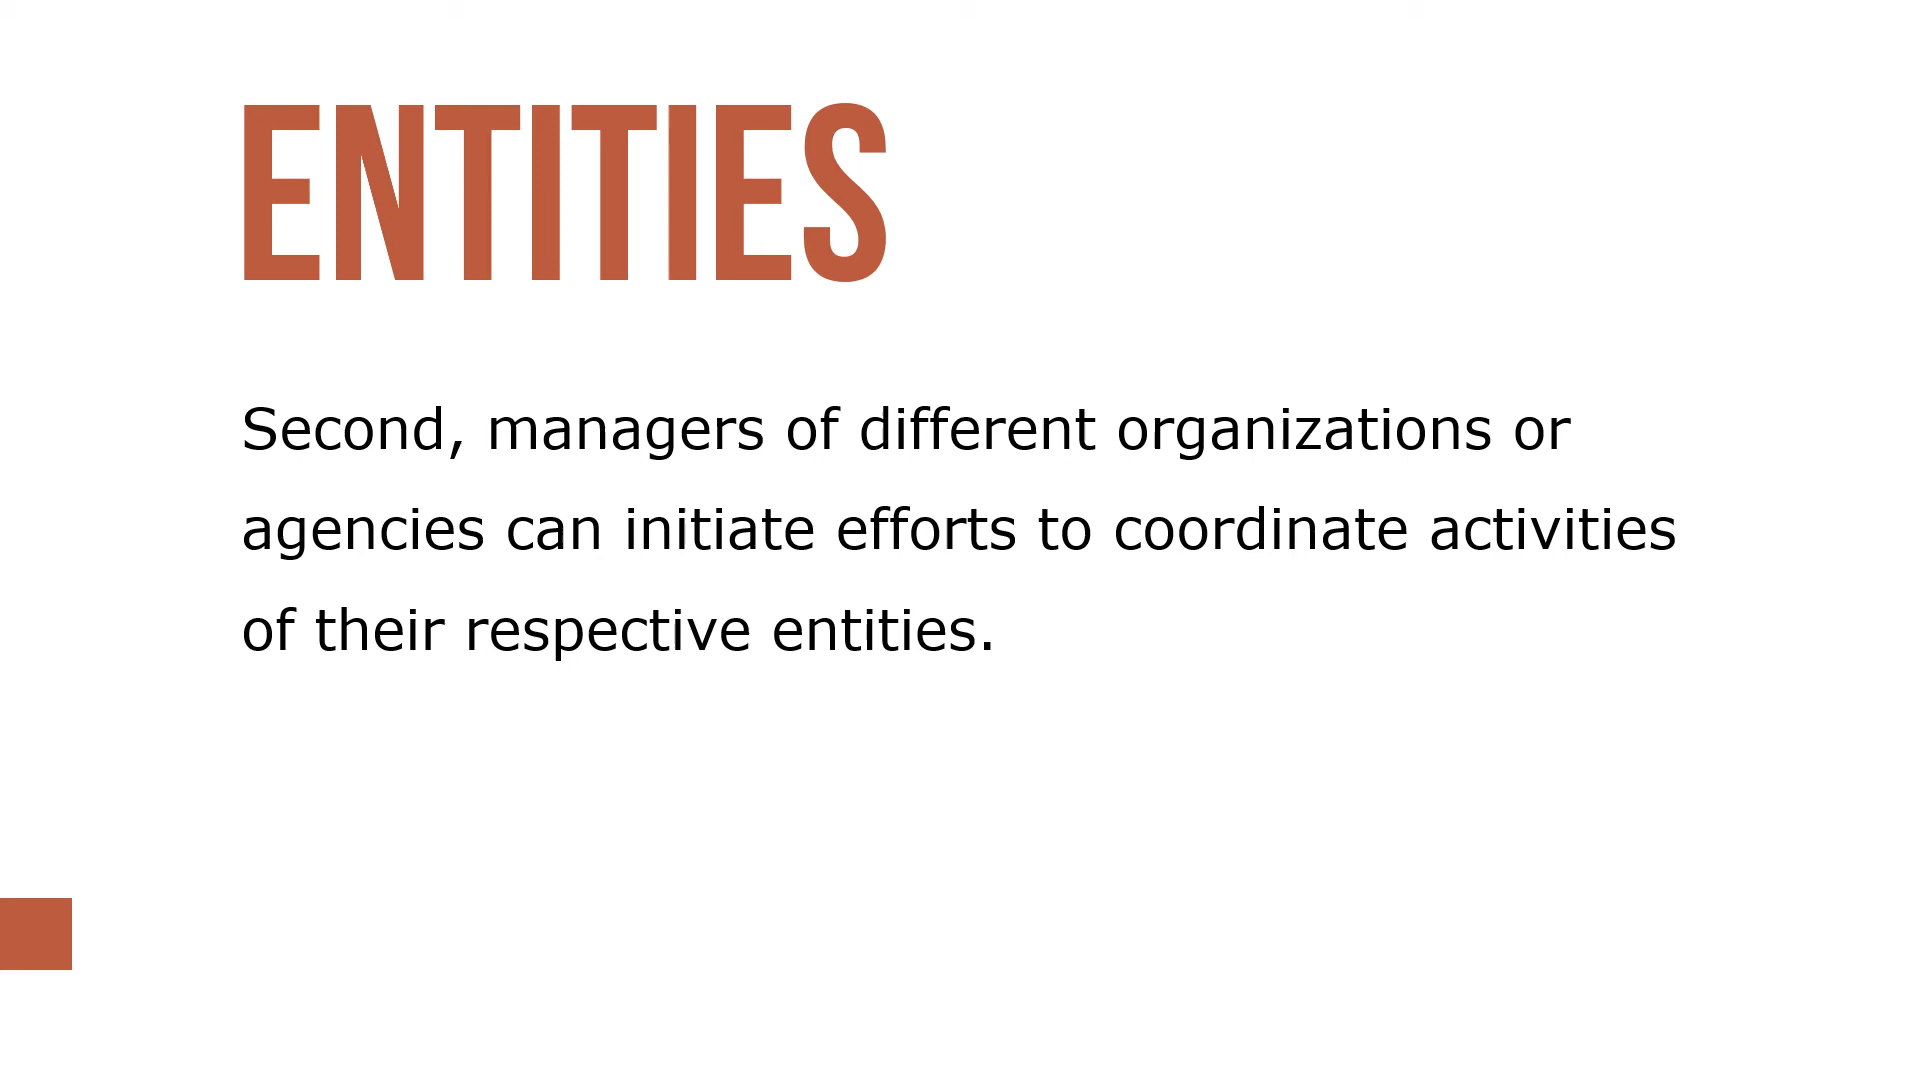 ENTITIES
Second, managers of different organizations or
agencies can initiate efforts to coordinate activities
of their respective entities.